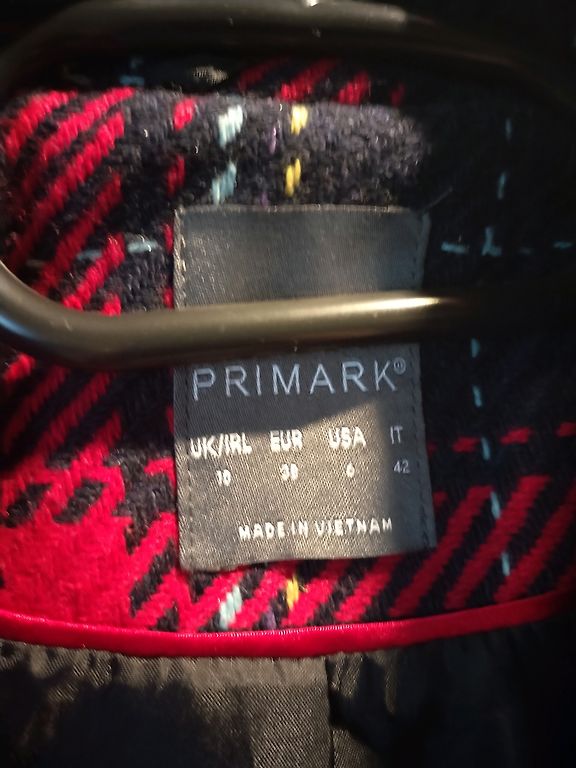 PRIMARK®
UK/IRL EUR USA IT
10 38 6 42
MADE IN VIETNAM